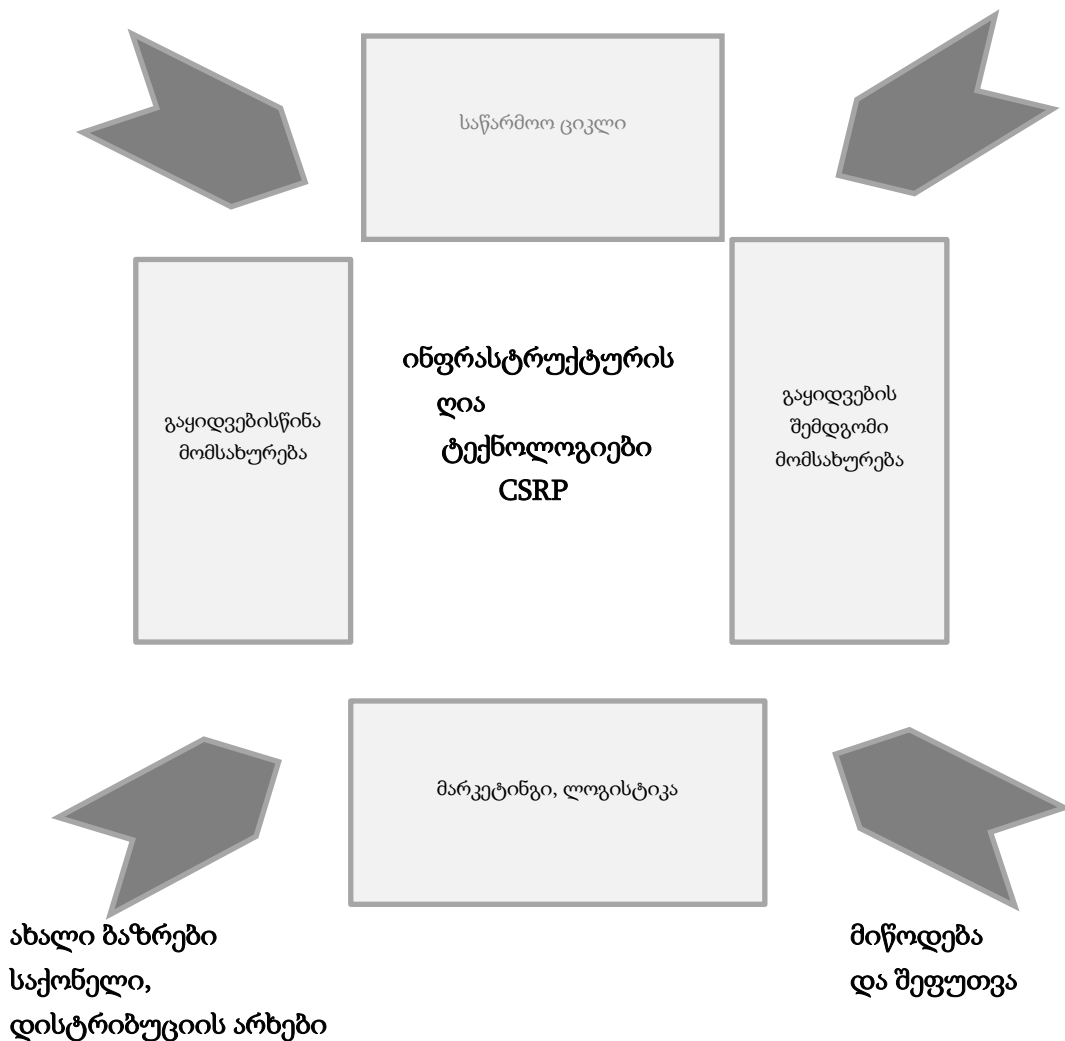 საწარმოო ციკლი
გაყიდვებისწინა
მომსახურება
ინფრასტრუქტურის
ღია
ტექნოლოგიები
CSRP
გაყიდვების
შემდგომი
მომსახურება
მარკეტინგი, ლოგისტიკა
ახალი ბაზრები
საქონელი,
დისტრიბუციის არხები
მიწოდება
და შეფუთვა